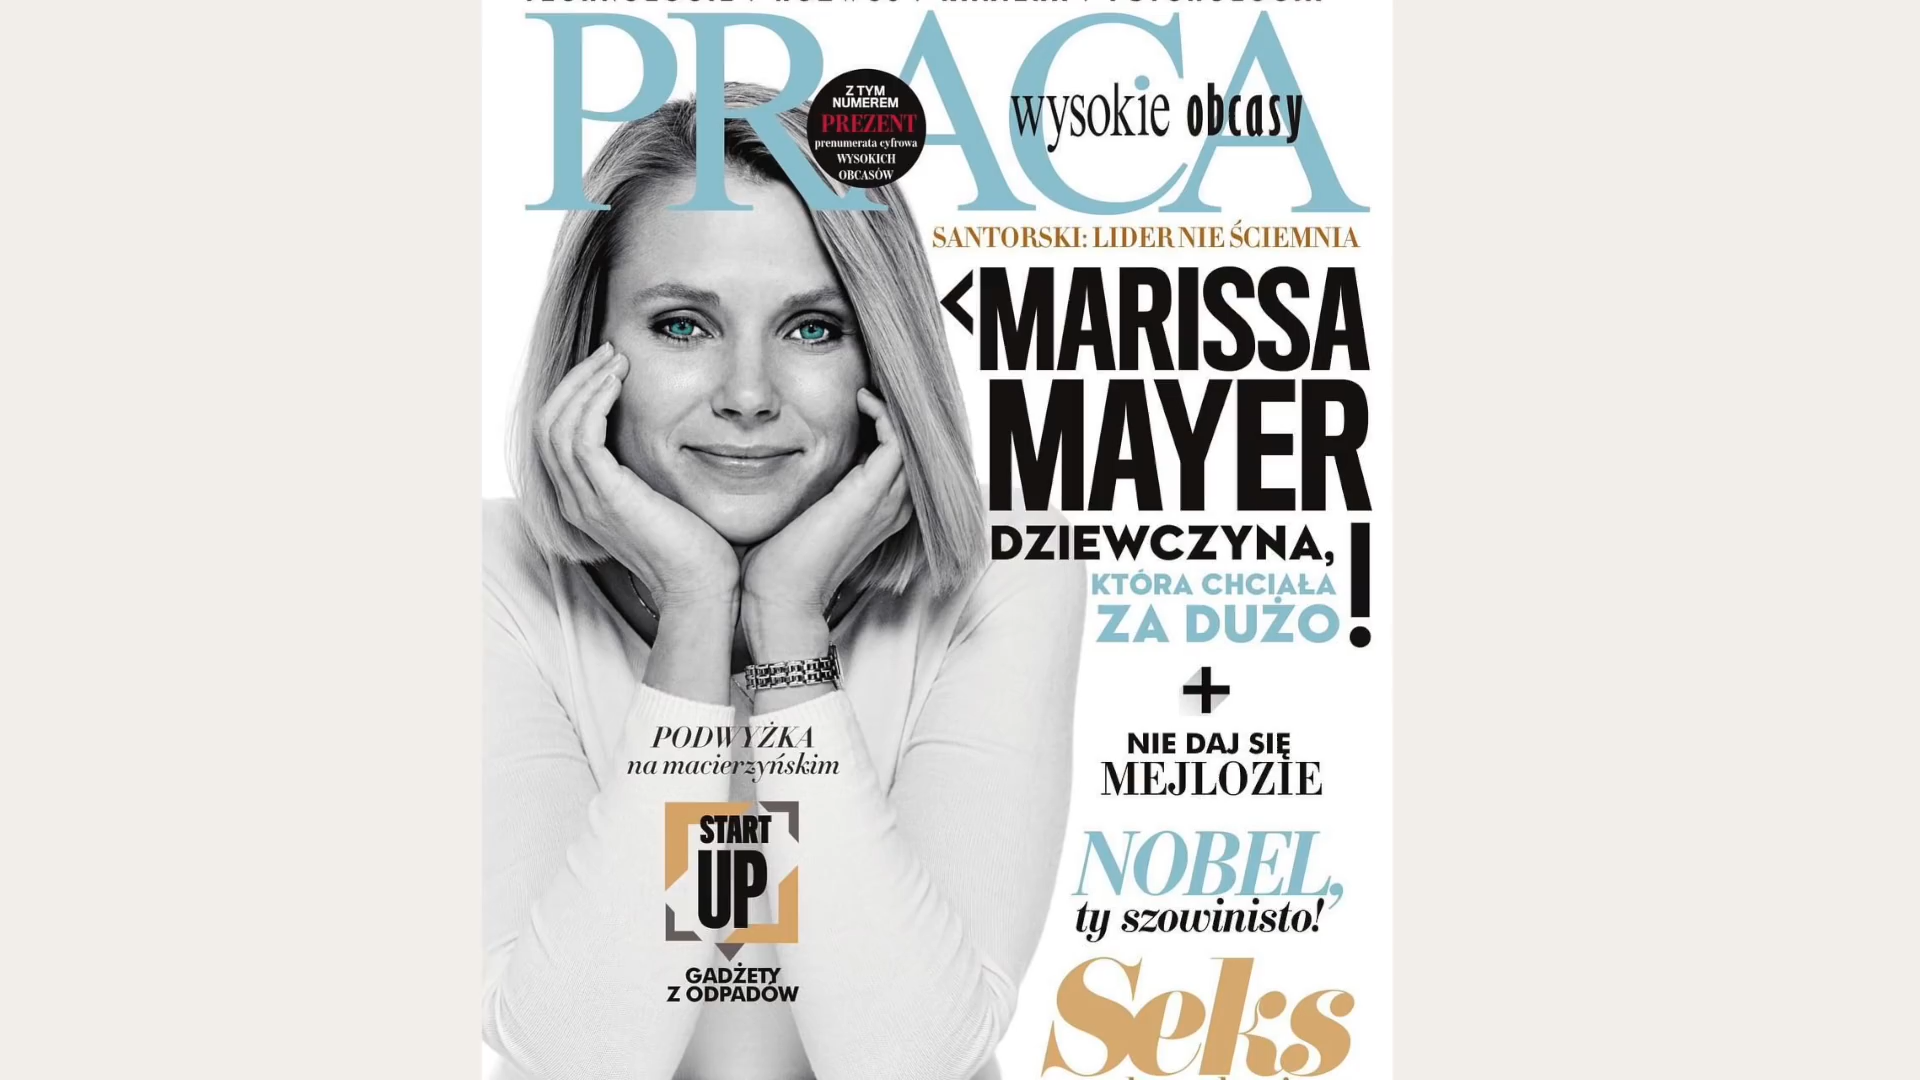 PRACA
Z TYM
NUMEREM
PREZENT
prenumerata cyfrowa
WYSOKICH
OBCASÓW
wysokie obcasy
SANTORSKI: LIDER NIE ŚCIEMNIA
<MARISSA
MAYER
DZIEWCZYNA,
KTÓRA CHCIAŁA
ZA DUŻO!
+
NIE DAJ SIĘ
MEJLOZIE
PODWYŻKA
na macierzyńskim
START
UP
GADŻETY
Z ODPADÓW
NOBEL,
ty szowinisto!
Seks